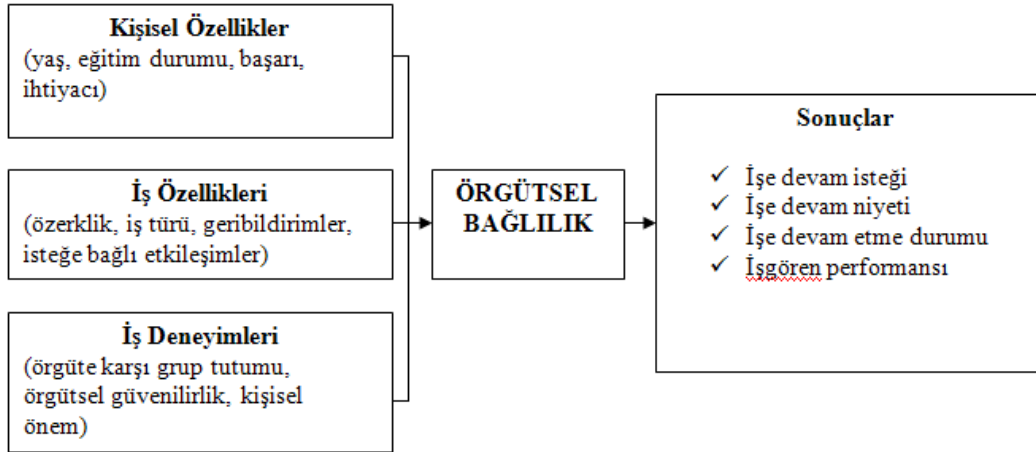 Kişisel Özellikler
(yaş, eğitim durumu, başarı,
ihtiyacı)
İş Özellikleri
(özerklik, iş türü, geribildirimler,
isteğe bağlı etkileşimler)
İş Deneyimleri
(örgüte karşı grup tutumu,
örgütsel güvenilirlik, kişisel
önem)
ÖRGÜTSEL
BAĞLILIK
Sonuçlar
✓ İşe devam isteği
✓ İşe devam niyeti
✓ İşe devam etme durumu
✓ İşgören performansı